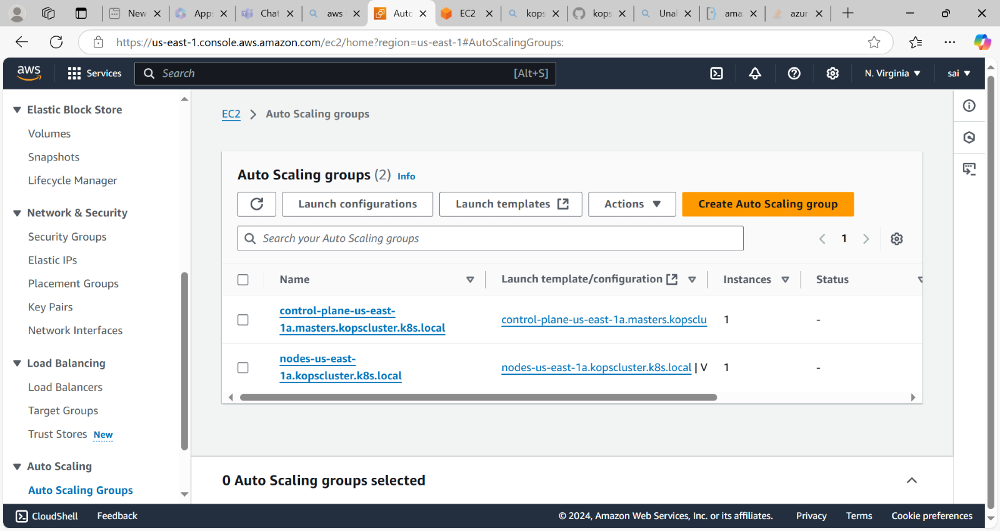 New
Apps
Chat
aws
Auto
EC2
kops
kops
Unal
ama
azur
https://us-east-1.console.aws.amazon.com/ec2/home?region=us-east-1#AutoScalingGroups:
aws
Services
Search
[Alt+S]
N. Virginia
sai
Elastic Block Store
Volumes
Snapshots
Lifecycle Manager
Network & Security
Security Groups
Elastic IPs
Placement Groups
Key Pairs
Network Interfaces
Load Balancing
Load Balancers
Target Groups
Trust Stores New
Auto Scaling
Auto Scaling Groups
EC2 > Auto Scaling groups
Auto Scaling groups (2) Info
Launch configurations
Launch templates
Actions
Create Auto Scaling group
Search your Auto Scaling groups
1
Name
Launch template/configuration
Instances
Status
control-plane-us-east-
1a.masters.kopscluster.k8s.local
control-plane-us-east-1a.masters.kopsclu
1
-
nodes-us-east-
1a.kopscluster.k8s.local
nodes-us-east-1a.kopscluster.k8s.local | V
1
-
0 Auto Scaling groups selected
CloudShell
Feedback
© 2024, Amazon Web Services, Inc. or its affiliates.
Privacy
Terms
Cookie preferences